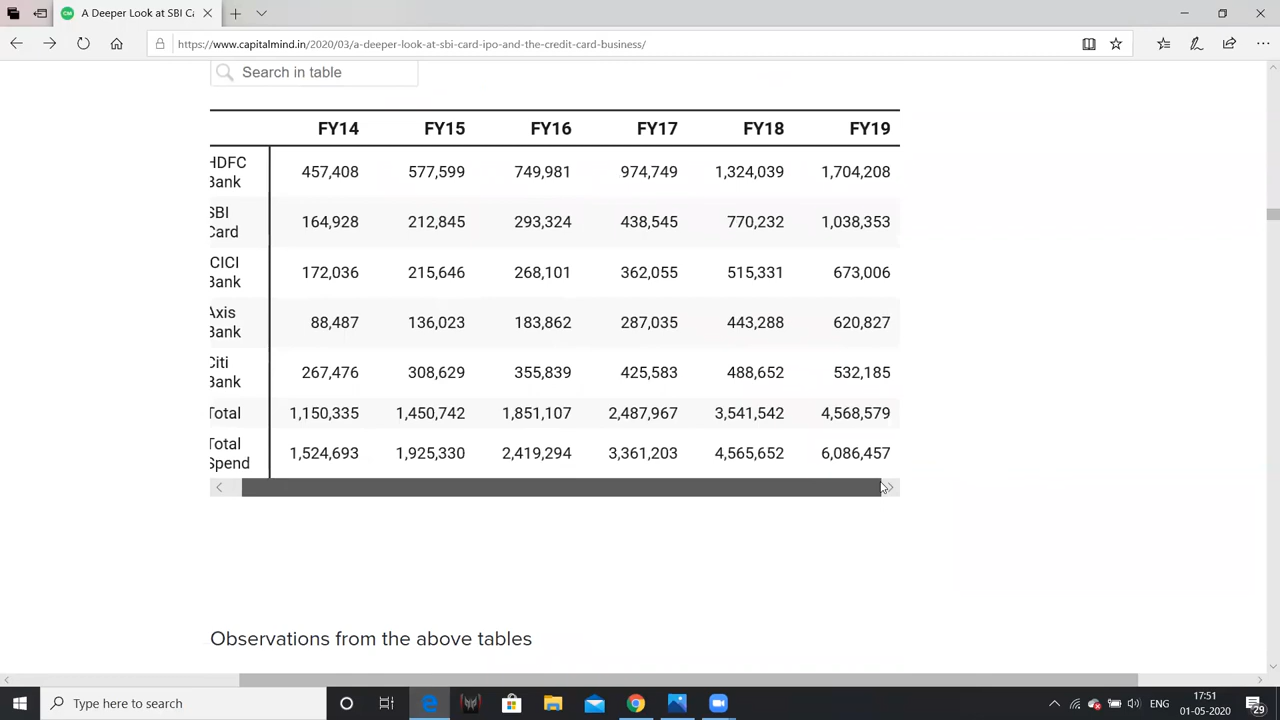 A Deeper Look at SBI Ca
https://www.capitalmind.in/2020/03/a-deeper-look-at-sbi-card-ipo-and-the-credit-card-business/
Search in table
FY14 FY15 FY16 FY17 FY18 FY19
HDFC Bank 457,408 577,599 749,981 974,749 1,324,039 1,704,208
SBI Card 164,928 212,845 293,324 438,545 770,232 1,038,353
ICICI Bank 172,036 215,646 268,101 362,055 515,331 673,006
Axis Bank 88,487 136,023 183,862 287,035 443,288 620,827
Citi Bank 267,476 308,629 355,839 425,583 488,652 532,185
Total 1,150,335 1,450,742 1,851,107 2,487,967 3,541,542 4,568,579
Total Spend 1,524,693 1,925,330 2,419,294 3,361,203 4,565,652 6,086,457
Observations from the above tables
Type here to search
ENG
17:51
01-05-2020
29